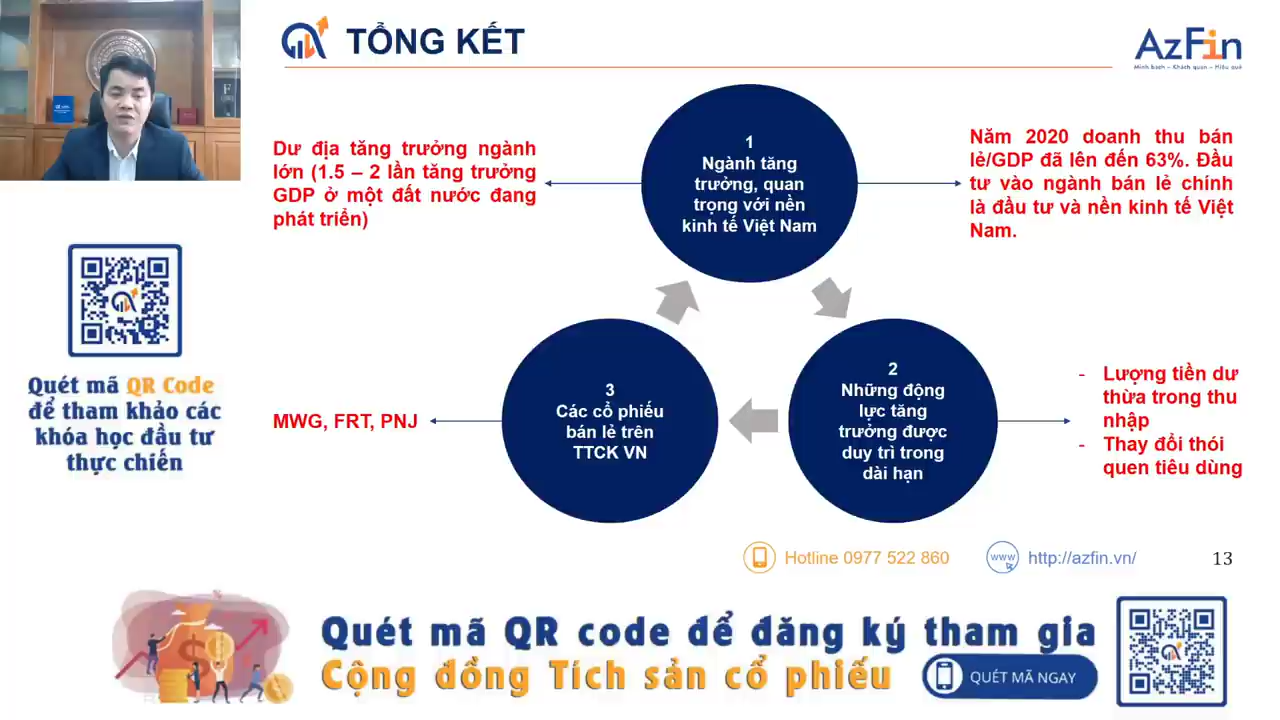 TỔNG KẾT
AzFin
Minh bạch – Khách quan – Hiệu quả
Dư địa tăng trưởng ngành
lớn (1.5 – 2 lần tăng trưởng
GDP ở một đất nước đang
phát triển)
1
Ngành tăng
trưởng, quan
trọng với nền
kinh tế Việt Nam
Năm 2020 doanh thu bán
lẻ/GDP đã lên đến 63%. Đầu
tư vào ngành bán lẻ chính
là đầu tư và nền kinh tế Việt
Nam.
Quét mã QR Code
để tham khảo các
khóa học đầu tư
thực chiến
MWG, FRT, PNJ
3
Các cổ phiếu
bán lẻ trên
TTCK VN
2
Những động
lực tăng
trưởng được
duy trì trong
dài hạn
- Lượng tiền dư
thừa trong thu
nhập
- Thay đổi thói
quen tiêu dùng
Hotline 0977 522 860
www
http://azfin.vn/
13
Quét mã QR code để đăng ký tham gia
Cộng đồng Tích sản cổ phiếu
QUÉT MÃ NGAY